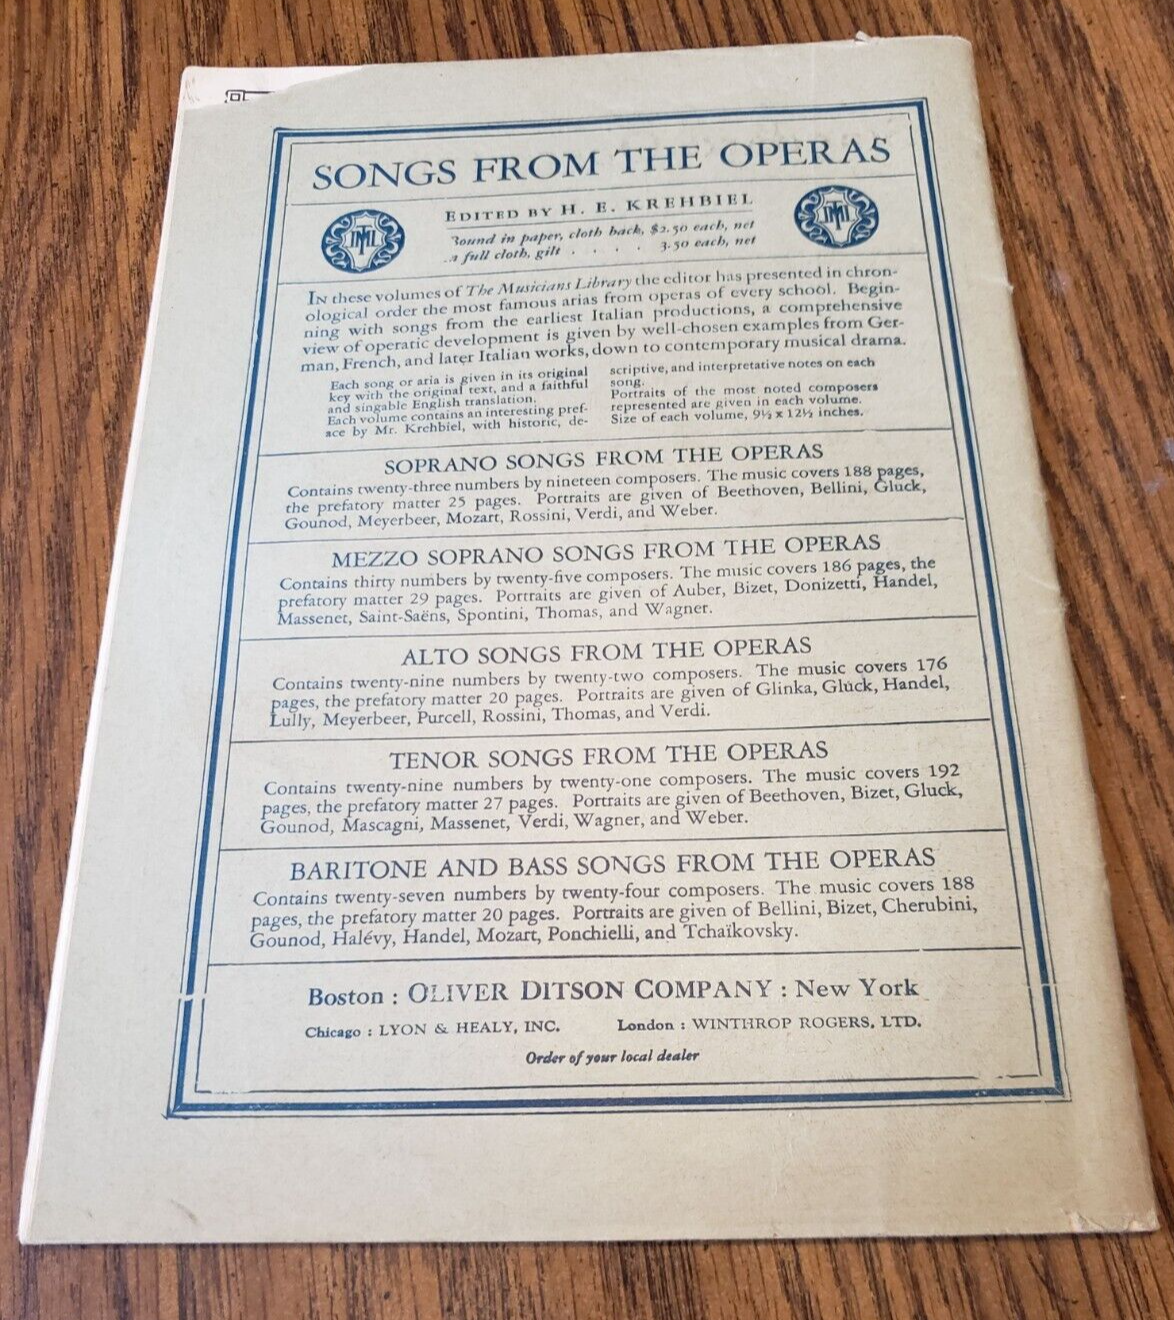 SONGS FROM THE OPERAS
EDITED BY H. E. KREHBIEL
Bound in paper, cloth back, $2.50 each, net
.n full cloth, gilt . . . . 3.50 each, net
IN these volumes of The Musicians Library the editor has presented in chron-
ological order the most famous arias from operas of every school. Begin-
ning with songs from the earliest Italian productions, a comprehensive
view of operatic development is given by well-chosen examples from Ger-
man, French, and later Italian works, down to contemporary musical drama.
Each song or aria is given in its original
key with the original text, and a faithful
and singable English translation.
Each volume contains an interesting pref-
ace by Mr. Krehbiel, with historic, de-
scriptive, and interpretative notes on each
song.
Portraits of the most noted composers
represented are given in each volume.
Size of each volume, 9½ x 12½ inches.
SOPRANO SONGS FROM THE OPERAS
Contains twenty-three numbers by nineteen composers. The music covers 188 pages,
the prefatory matter 25 pages. Portraits are given of Beethoven, Bellini, Gluck,
Gounod, Meyerbeer, Mozart, Rossini, Verdi, and Weber.
MEZZO SOPRANO SONGS FROM THE OPERAS
Contains thirty numbers by twenty-five composers. The music covers 186 pages, the
prefatory matter 29 pages. Portraits are given of Auber, Bizet, Donizetti, Handel,
Massenet, Saint-Saëns, Spontini, Thomas, and Wagner.
ALTO SONGS FROM THE OPERAS
Contains twenty-nine numbers by twenty-two composers. The music covers 176
pages, the prefatory matter 20 pages. Portraits are given of Glinka, Gluck, Handel,
Lully, Meyerbeer, Purcell, Rossini, Thomas, and Verdi.
TENOR SONGS FROM THE OPERAS
Contains twenty-nine numbers by twenty-one composers. The music covers 192
pages, the prefatory matter 27 pages. Portraits are given of Beethoven, Bizet, Gluck,
Gounod, Mascagni, Massenet, Verdi, Wagner, and Weber.
BARITONE AND BASS SONGS FROM THE OPERAS
Contains twenty-seven numbers by twenty-four composers. The music covers 188
pages, the prefatory matter 20 pages. Portraits are given of Bellini, Bizet, Cherubini,
Gounod, Halévy, Handel, Mozart, Ponchielli, and Tchaïkovsky.
Boston : OLIVER DITSON COMPANY : New York
Chicago : LYON & HEALY, INC. London : WINTHROP ROGERS, LTD.
Order of your local dealer